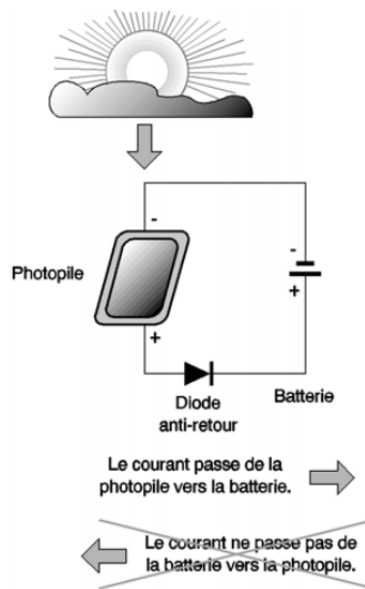 -
Photopile
-
+
+
Diode
anti-retour
Batterie
Le courant passe de la
photopile vers la batterie.
Le courant ne passe pas de
la batterie vers la photopile.